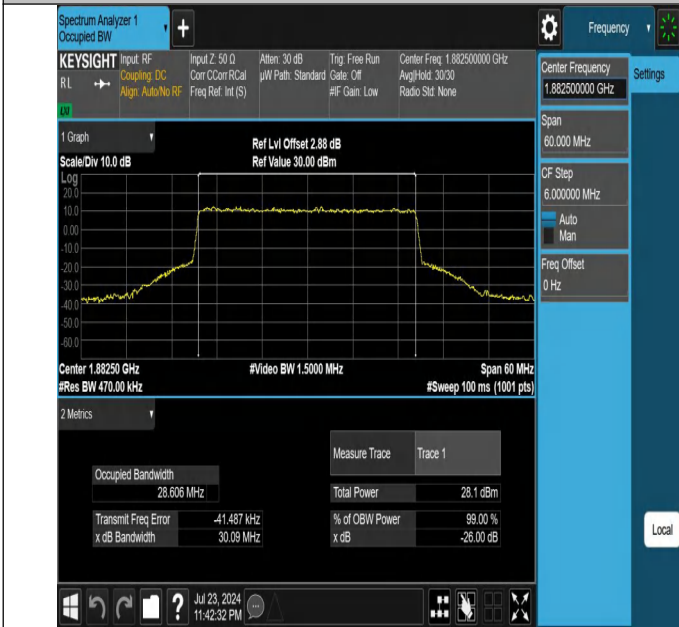 Spectrum Analyzer 1
Occupied BW
+
Frequency
KEYSIGHT
RL
Input: RF
Coupling: DC
Align: Auto/No RF
Input Z: 50 Ω
Corr CCorr RCal
Freq Ref: Int (S)
Atten: 30 dB
µW Path: Standard
Trig: Free Run
Gate: Off
#IF Gain: Low
Center Freq: 1.882500000 GHz
Avg|Hold: 30/30
Radio Std: None
1 Graph
Scale/Div 10.0 dB
Ref Lvl Offset 2.88 dB
Ref Value 30.00 dBm
Log
20.0
10.0
0.00
-10.0
-20.0
-30.0
-40.0
-50.0
-60.0
Center 1.88250 GHz
#Res BW 470.00 kHz
#Video BW 1.5000 MHz
Span 60 MHz
#Sweep 100 ms (1001 pts)
2 Metrics
Occupied Bandwidth
28.606 MHz
Transmit Freq Error -41.487 kHz
x dB Bandwidth 30.09 MHz
Measure Trace Trace 1
Total Power 28.1 dBm
% of OBW Power 99.00 %
x dB -26.00 dB
Center Frequency
1.882500000 GHz
Settings
Span
60.000 MHz
CF Step
6.000000 MHz
Auto
Man
Freq Offset
0 Hz
Local
?
Jul 23, 2024
11:42:32 PM